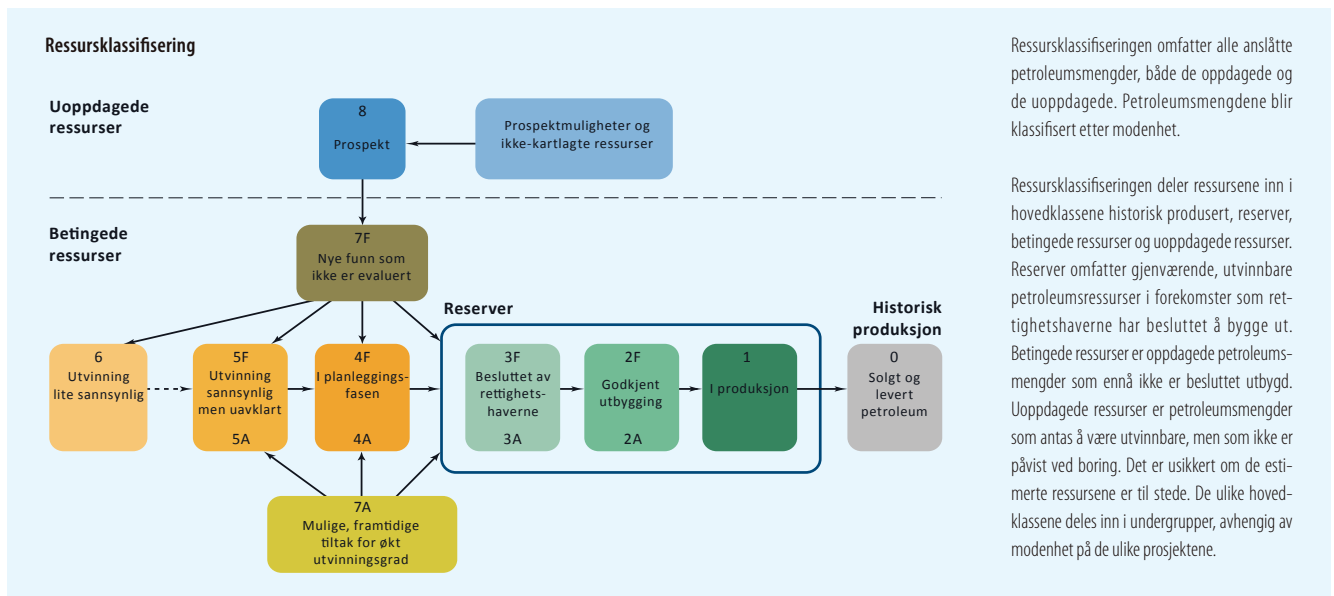 Ressursklassifisering
Uoppdagede
ressurser
8
Prospekt
Prospektmuligheter og
ikke-kartlagte ressurser
Betingede
ressurser
7F
Nye funn som
ikke er evaluert
Reserver
Historisk
produksjon
6
Utvinning
lite sannsynlig
5F
Utvinning
sannsynlig
men uavklart
5A
4F
I planleggings-
fasen
4A
3F
Besluttet av
rettighets-
haverne
3A
2F
Godkjent
utbygging
2A
1
I produksjon
0
Solgt og
levert
petroleum
7A
Mulige, framtidige
tiltak for økt
utvinningsgrad
Ressursklassifiseringen omfatter alle anslåtte
petroleumsmengder, både de oppdagede og
de uoppdagede. Petroleumsmengdene blir
klassifisert etter modenhet.
Ressursklassifiseringen deler ressursene inn i
hovedklassene historisk produsert, reserver,
betingede ressurser og uoppdagede ressurser.
Reserver omfatter gjenværende, utvinnbare
petroleumsressurser i forekomster som ret-
tighetshaverne har besluttet å bygge ut.
Betingede ressurser er oppdagede petroleums-
mengder som ennå ikke er besluttet utbygd.
Uoppdagede ressurser er petroleumsmengder
som antas å være utvinnbare, men som ikke er
påvist ved boring. Det er usikkert om de esti-
merte ressursene er til stede. De ulike hoved-
klassene deles inn i undergrupper, avhengig av
modenhet på de ulike prosjektene.